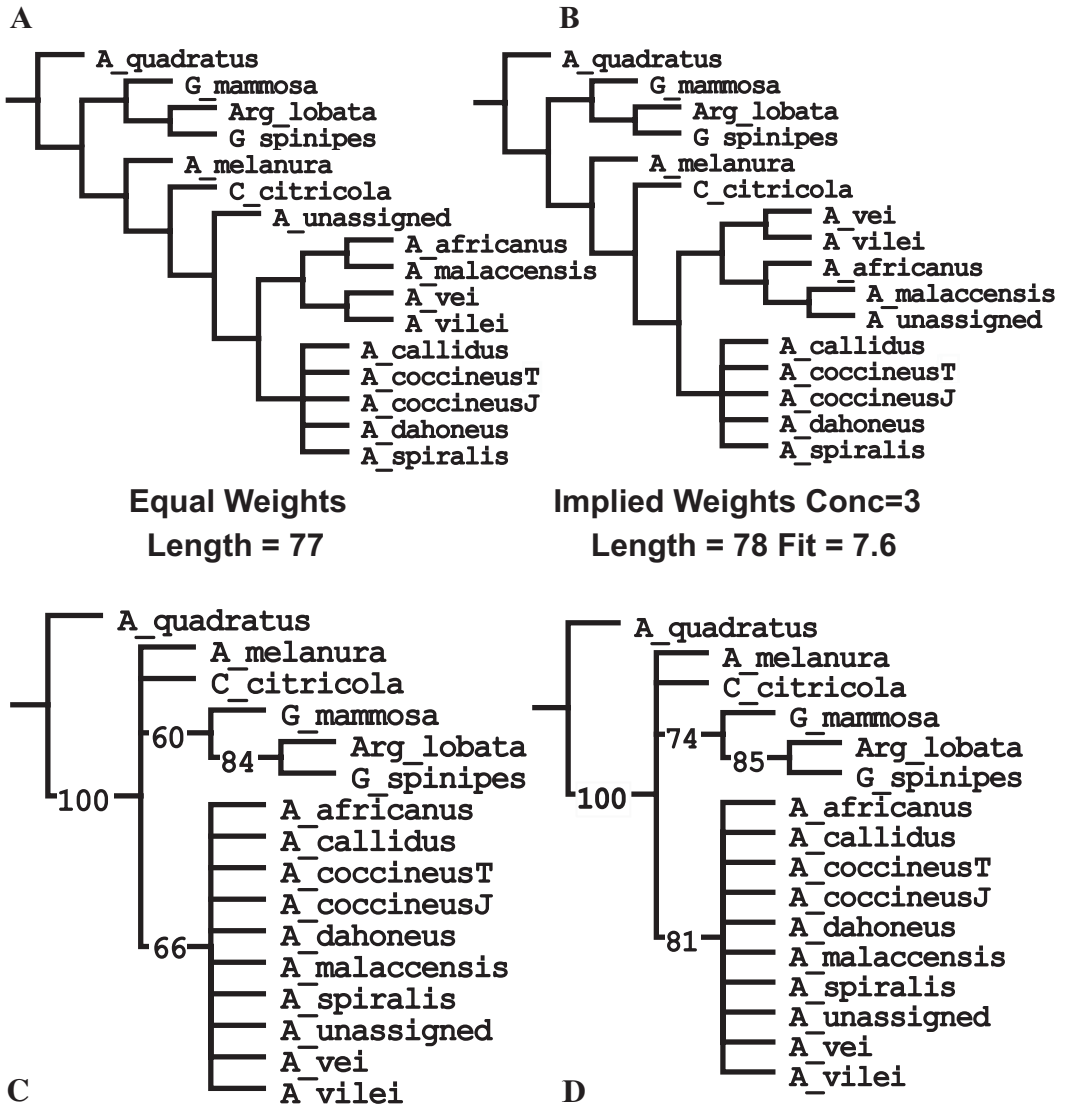 A
A_quadratus
G_mammosa
Arg_lobata
G_spinipes
A_melanura
C_citricola
A_unassigned
A_africanus
A_malaccensis
A_vei
A_vilei
A_callidus
A_coccineusT
A_coccineusJ
A_dahoneus
A_spiralis
Equal Weights
Length = 77
B
A_quadratus
G_mammosa
Arg_lobata
G_spinipes
A_melanura
C_citricola
A_vei
A_vilei
A_africanus
A_malaccensis
A_unassigned
A_callidus
A_coccineusT
A_coccineusJ
A_dahoneus
A_spiralis
Implied Weights Conc=3
Length = 78 Fit = 7.6
A_quadratus
A_melanura
C_citricola
G_mammosa
60
Arg_lobata
84
G_spinipes
100
A_africanus
A_callidus
A_coccineusT
A_coccineusJ
A_dahoneus
66
A_malaccensis
A_spiralis
A_unassigned
A_vei
A_vilei
C
A_quadratus
A_melanura
C_citricola
G_mammosa
74
Arg_lobata
85
G_spinipes
100
A_africanus
A_callidus
A_coccineusT
A_coccineusJ
A_dahoneus
81
A_malaccensis
A_spiralis
A_unassigned
A_vei
A_vilei
D